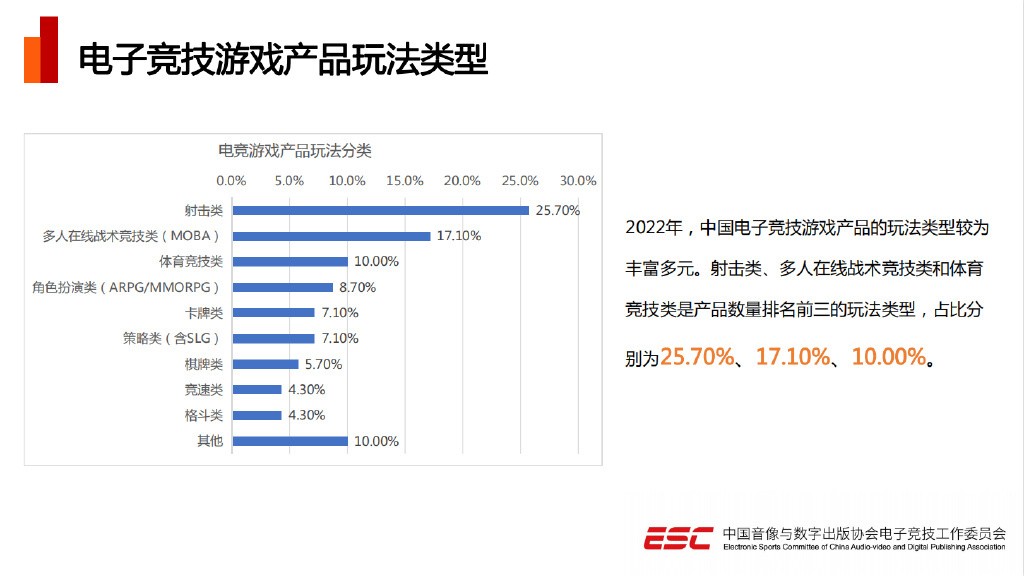 电子竞技游戏产品玩法类型
电竞游戏产品玩法分类
0.0% 5.0% 10.0% 15.0% 20.0% 25.0% 30.0%
射击类 25.70%
多人在线战术竞技类（MOBA） 17.10%
体育竞技类 10.00%
角色扮演类（ARPG/MMORPG） 8.70%
卡牌类 7.10%
策略类（含SLG） 7.10%
棋牌类 5.70%
竞速类 4.30%
格斗类 4.30%
其他 10.00%
2022年，中国电子竞技游戏产品的玩法类型较为
丰富多元。射击类、多人在线战术竞技类和体育
竞技类是产品数量排名前三的玩法类型，占比分
别为25.70%、17.10%、10.00%。
ESC 中国音像与数字出版协会电子竞技工作委员会
Electronic Sports Committee of China Audio-video and Digital Publishing Association